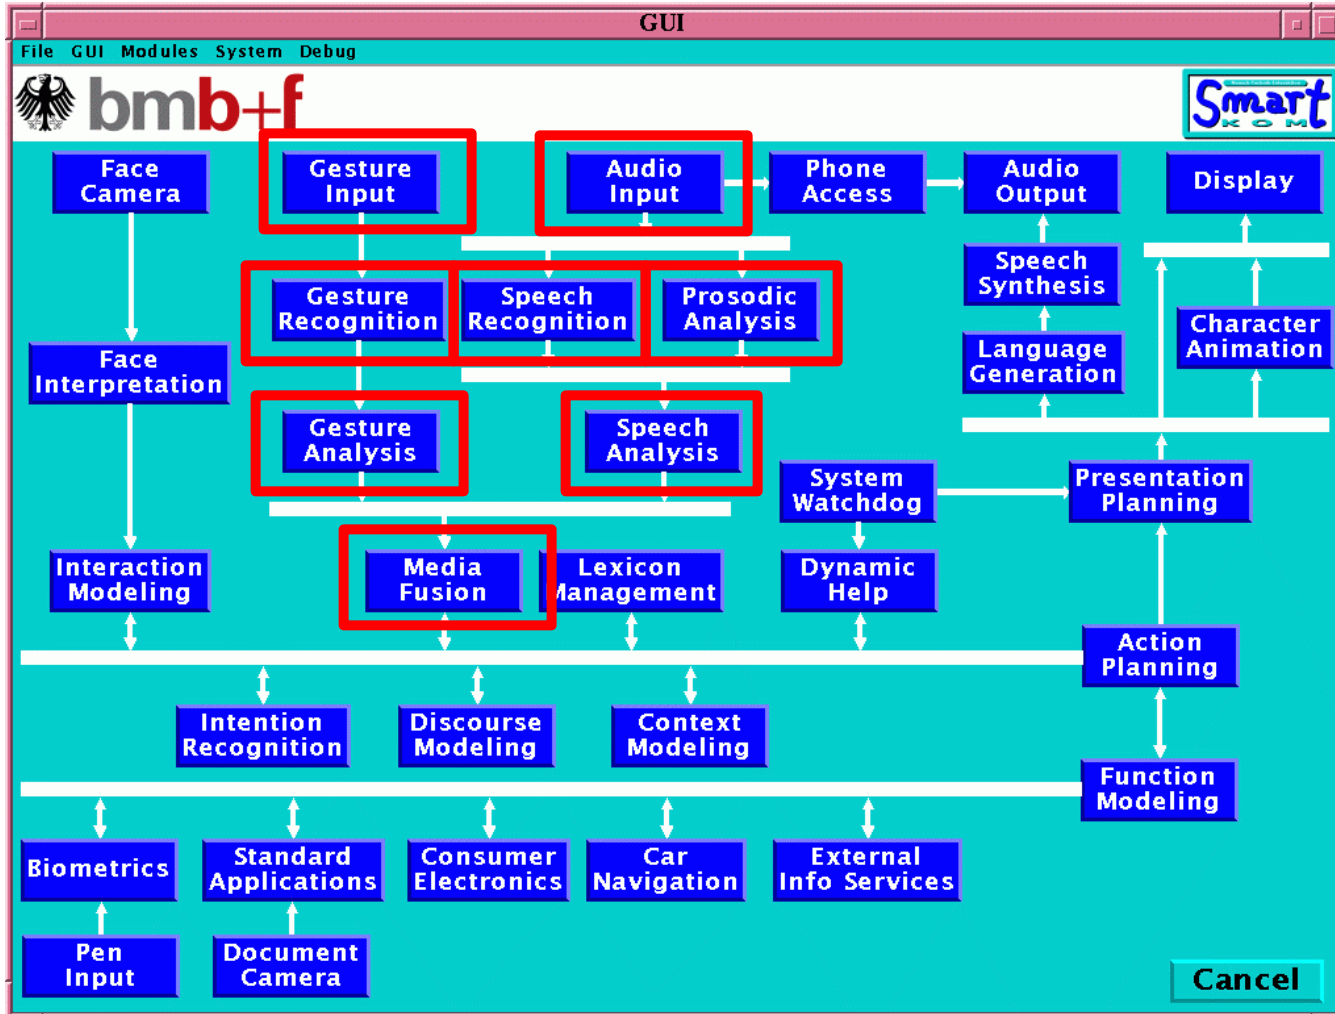 GUI
File GUI Modules System Debug
bmb+f
Smart
KOM
Face
Camera
Gesture
Input
Audio
Input
Phone
Access
Audio
Output
Display
Gesture
Recognition
Speech
Recognition
Prosodic
Analysis
Speech
Synthesis
Face
Interpretation
Language
Generation
Character
Animation
Gesture
Analysis
Speech
Analysis
System
Watchdog
Presentation
Planning
Interaction
Modeling
Media
Fusion
Lexicon
Management
Dynamic
Help
Action
Planning
Intention
Recognition
Discourse
Modeling
Context
Modeling
Function
Modeling
Biometrics
Standard
Applications
Consumer
Electronics
Car
Navigation
External
Info Services
Pen
Input
Document
Camera
Cancel